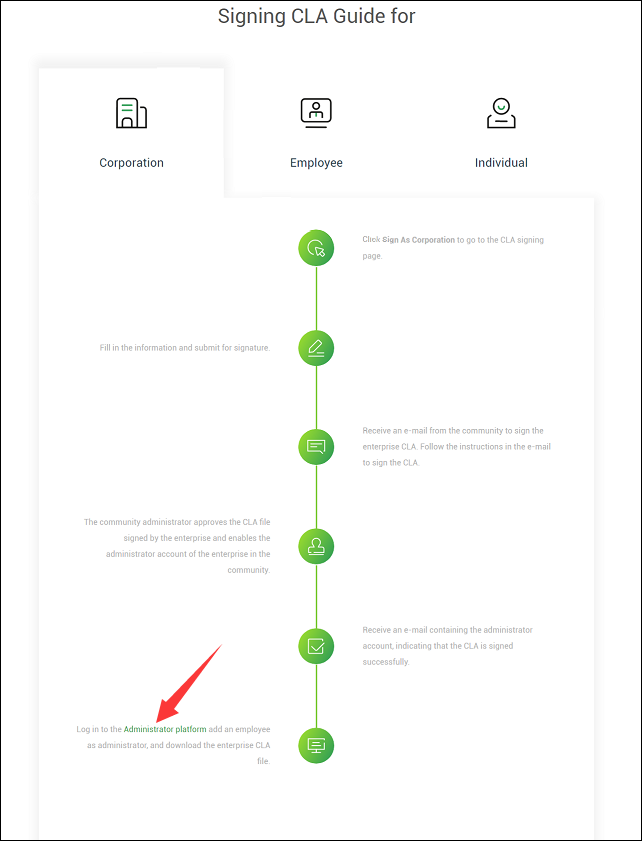 Signing CLA Guide for
Corporation
Employee
Individual
Click Sign As Corporation to go to the CLA signing
page.
Fill in the information and submit for signature.
Receive an e-mail from the community to sign the
enterprise CLA. Follow the instructions in the e-mail
to sign the CLA.
The community administrator approves the CLA file
signed by the enterprise and enables the
administrator account of the enterprise in the
community.
Receive an e-mail containing the administrator
account, indicating that the CLA is signed
successfully.
Log in to the Administrator platform add an employee
as administrator, and download the enterprise CLA
file.